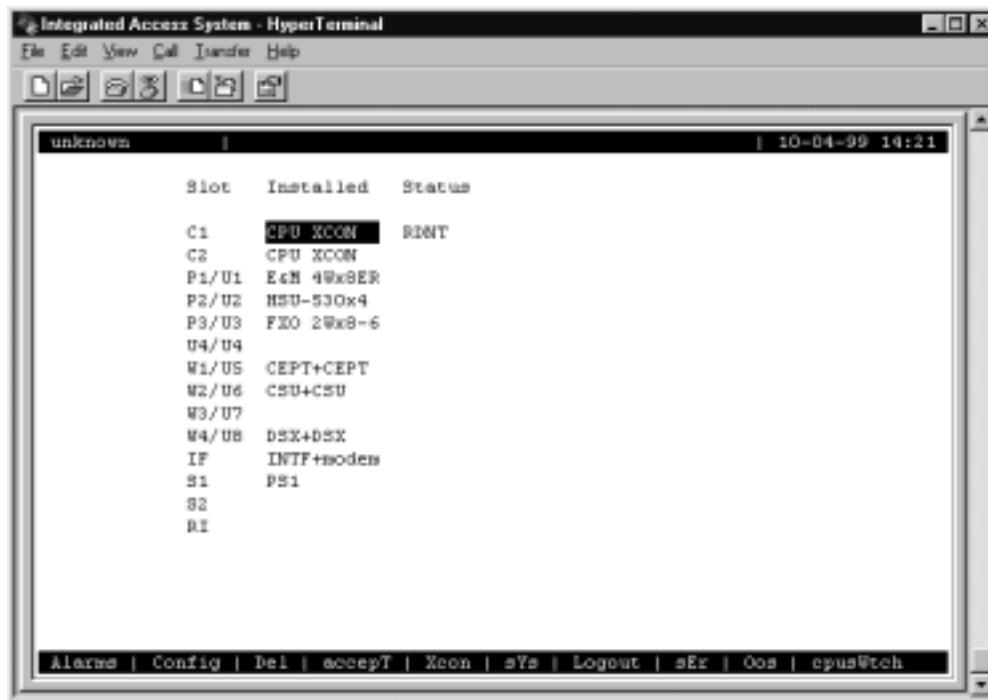 Integrated Access System - HyperTerminal
File Edit View Call Transfer Help
unknown | | 10-04-99 14:21
Slot Installed Status
C1 CPU XCON RDNT
C2 CPU XCON
P1/U1 E&M 4Wx8ER
P2/U2 HSU-530x4
P3/U3 FXO 2Wx8-6
U4/U4
W1/U5 CEPT+CEPT
W2/U6 CSU+CSU
W3/U7
W4/U8 DSX+DSX
IF INTF+modem
S1 PS1
S2
RI
Alarms | Config | Del | accepT | Xcon | sYs | Logout | sEr | Oos | cpusWtch